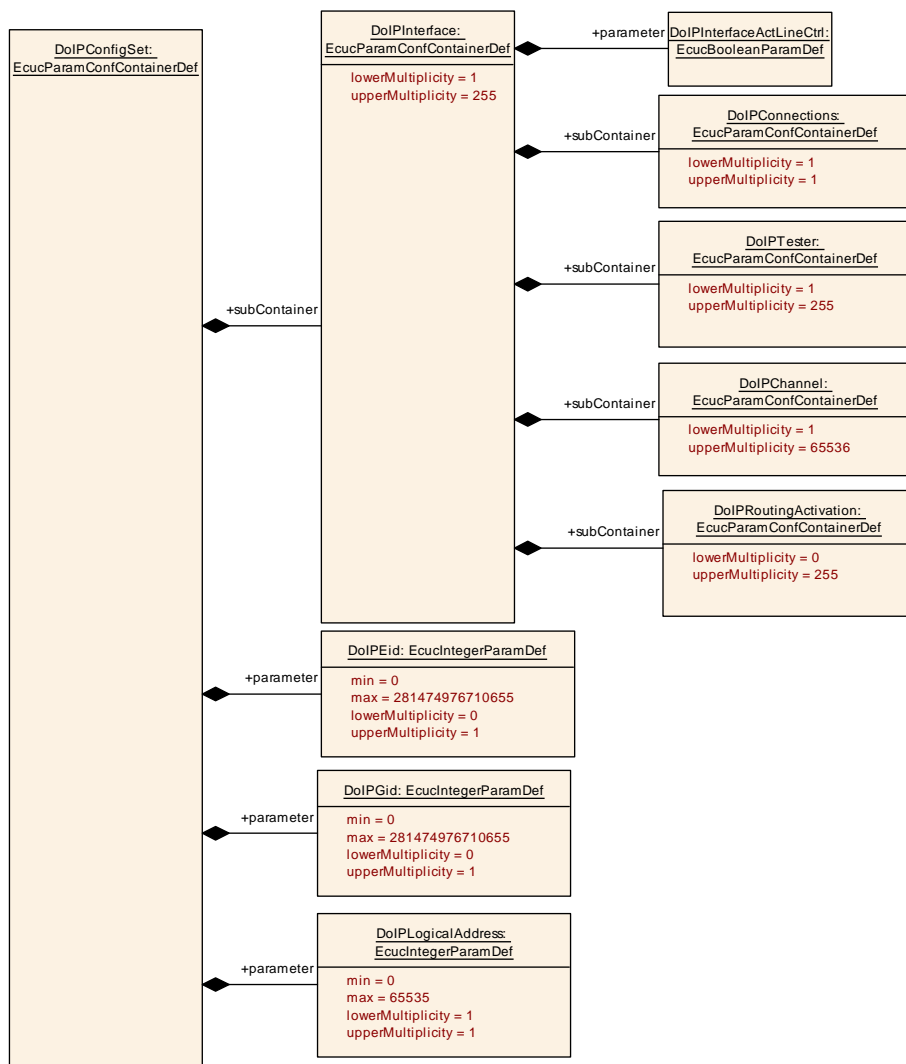 DoIPConfigSet:
EcucParamConfContainerDef
+subContainer
DoIPInterface:
EcucParamConfContainerDef
lowerMultiplicity = 1
upperMultiplicity = 255
+parameter
DoIPInterfaceActLineCtrl:
EcucBooleanParamDef
+subContainer
DoIPConnections:
EcucParamConfContainerDef
lowerMultiplicity = 1
upperMultiplicity = 1
+subContainer
DoIPTester:
EcucParamConfContainerDef
lowerMultiplicity = 1
upperMultiplicity = 255
+subContainer
DoIPChannel:
EcucParamConfContainerDef
lowerMultiplicity = 1
upperMultiplicity = 65536
+subContainer
DoIPRoutingActivation:
EcucParamConfContainerDef
lowerMultiplicity = 0
upperMultiplicity = 255
+parameter
DoIPEid: EcucIntegerParamDef
min = 0
max = 281474976710655
lowerMultiplicity = 0
upperMultiplicity = 1
+parameter
DoIPGid: EcucIntegerParamDef
min = 0
max = 281474976710655
lowerMultiplicity = 0
upperMultiplicity = 1
+parameter
DoIPLogicalAddress:
EcucIntegerParamDef
min = 0
max = 65535
lowerMultiplicity = 1
upperMultiplicity = 1